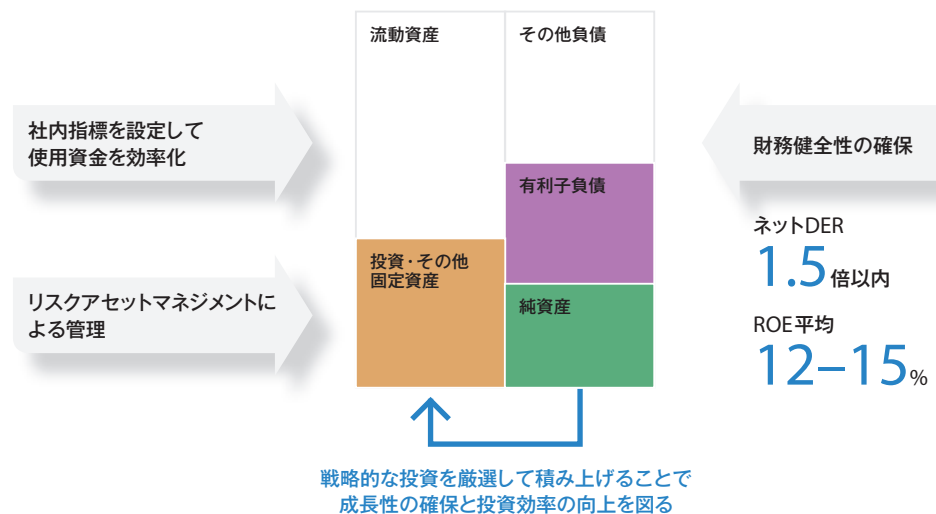 流動資産
その他負債
社内指標を設定して
使用資金を効率化
財務健全性の確保
有利子負債
ネットDER
1.5倍以内
投資・その他
固定資産
リスクアセットマネジメントに
よる管理
純資産
ROE平均
12–15%
戦略的な投資を厳選して積み上げることで
成長性の確保と投資効率の向上を図る